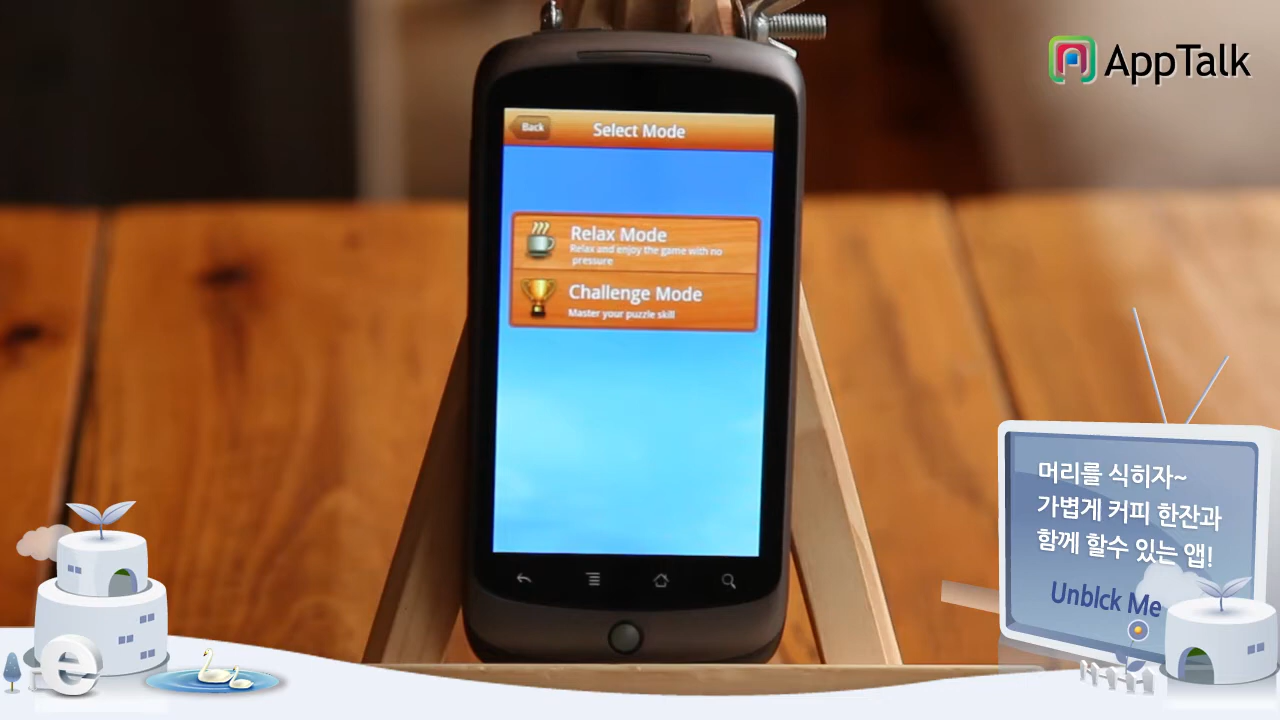 AppTalk
Back
Select Mode
Relax Mode
Relax and enjoy the game with no
pressure
Challenge Mode
Master your puzzle skill
머리를 식히자~
가볍게 커피 한잔과
함께 할수 있는 앱!
Unblck Me
e